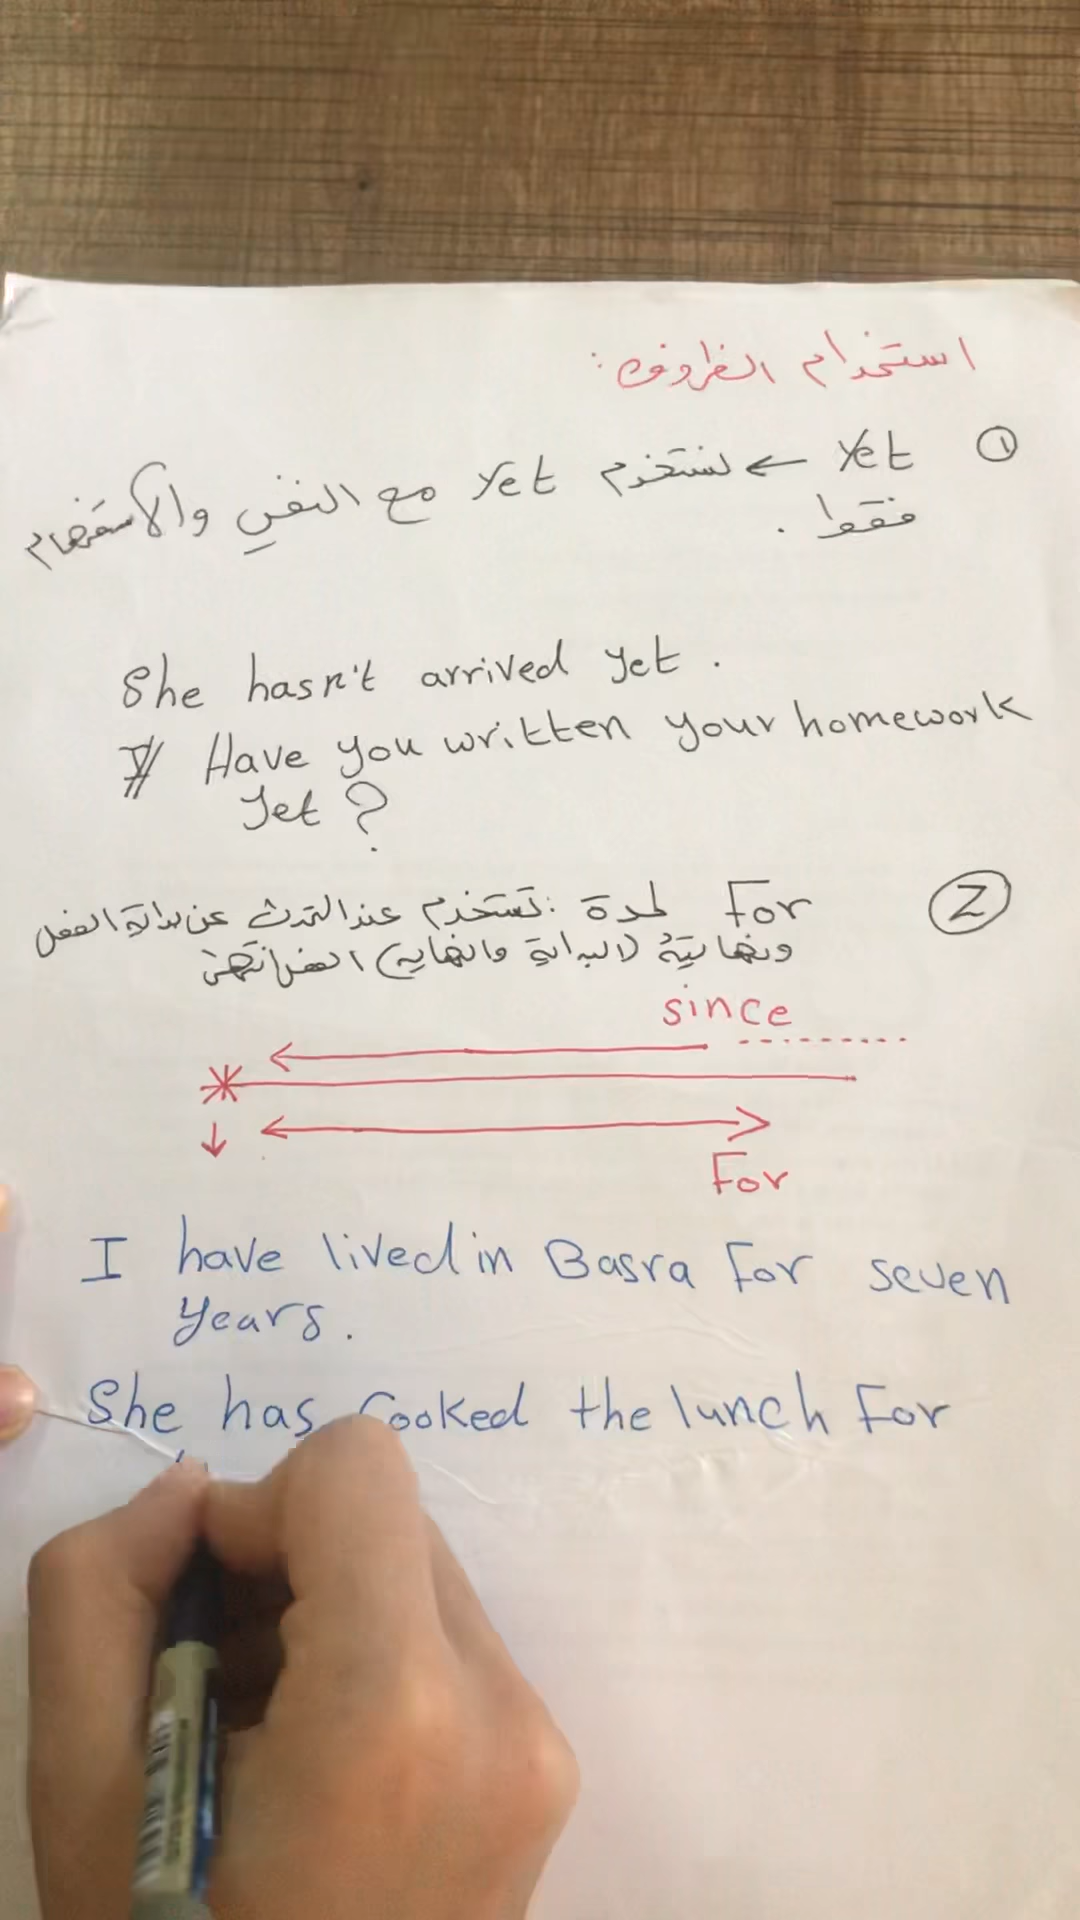 استخدام الظروف:
① Yet ← نستخدم Yet مع النفي والاستفهام
فقط .
She hasn't arrived yet .
Have you written your homework
Yet ?
② For لمدة : تستخدم عند التحدث عن بداية الفعل
ونهايتهُ (البداية والنهاية)
since
For
I have lived in Basra For seven
years.
She has Cooked the lunch For